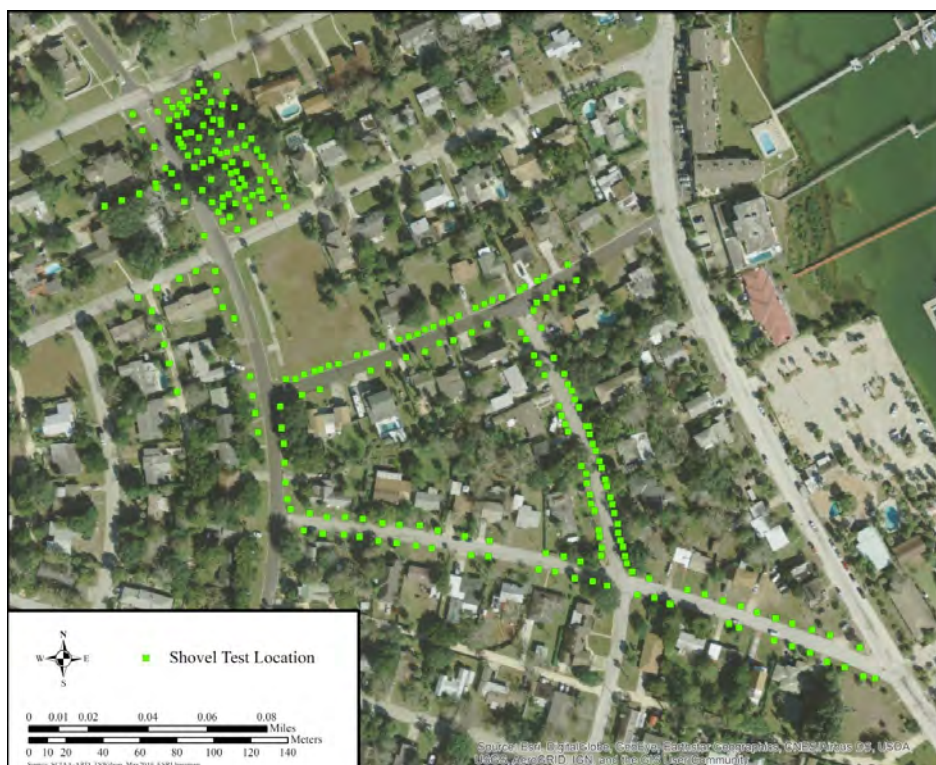 N
W E
S
Shovel Test Location
0 0.01 0.02 0.04 0.06 0.08
Miles
Meters
0 10 20 40 60 80 100 120 140
Source: Esri, DigitalGlobe, GeoEye, Earthstar Geographics, CNES/Airbus DS, USDA,
USGS, AeroGRID, IGN, and the GIS User Community